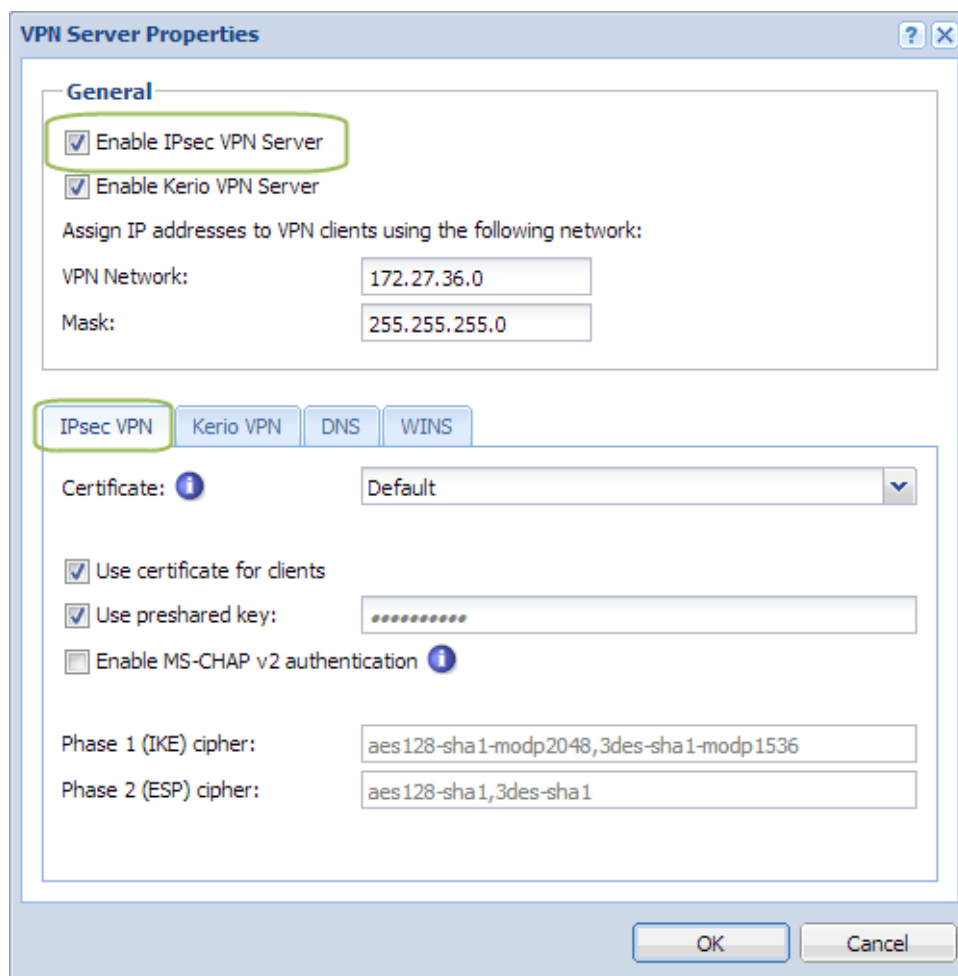 VPN Server Properties
General
Enable IPsec VPN Server
Enable Kerio VPN Server
Assign IP addresses to VPN clients using the following network:
VPN Network: 172.27.36.0
Mask: 255.255.255.0
IPsec VPN Kerio VPN DNS WINS
Certificate: Default
Use certificate for clients
Use preshared key: ••••••••••
Enable MS-CHAP v2 authentication
Phase 1 (IKE) cipher: aes128-sha1-modp2048,3des-sha1-modp1536
Phase 2 (ESP) cipher: aes128-sha1,3des-sha1
OK Cancel